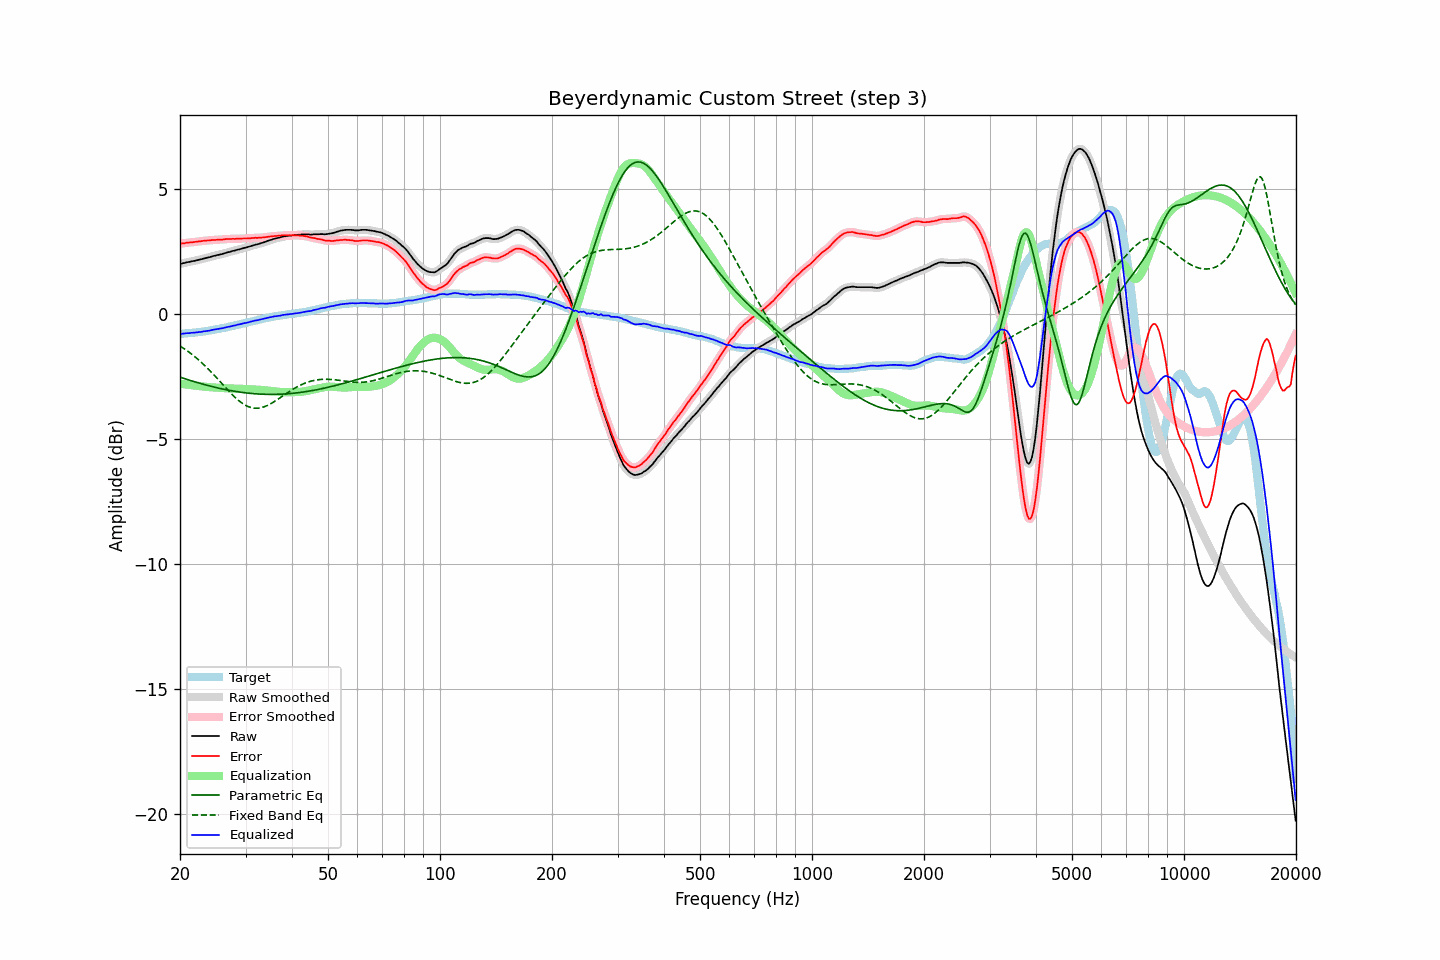 Beyerdynamic Custom Street (step 3)
Amplitude (dBr)
5
0
−5
−10
−15
−20
Target
Raw Smoothed
Error Smoothed
Raw
Error
Equalization
Parametric Eq
Fixed Band Eq
Equalized
20 50 100 200 500 1000 2000 5000 10000 20000
Frequency (Hz)